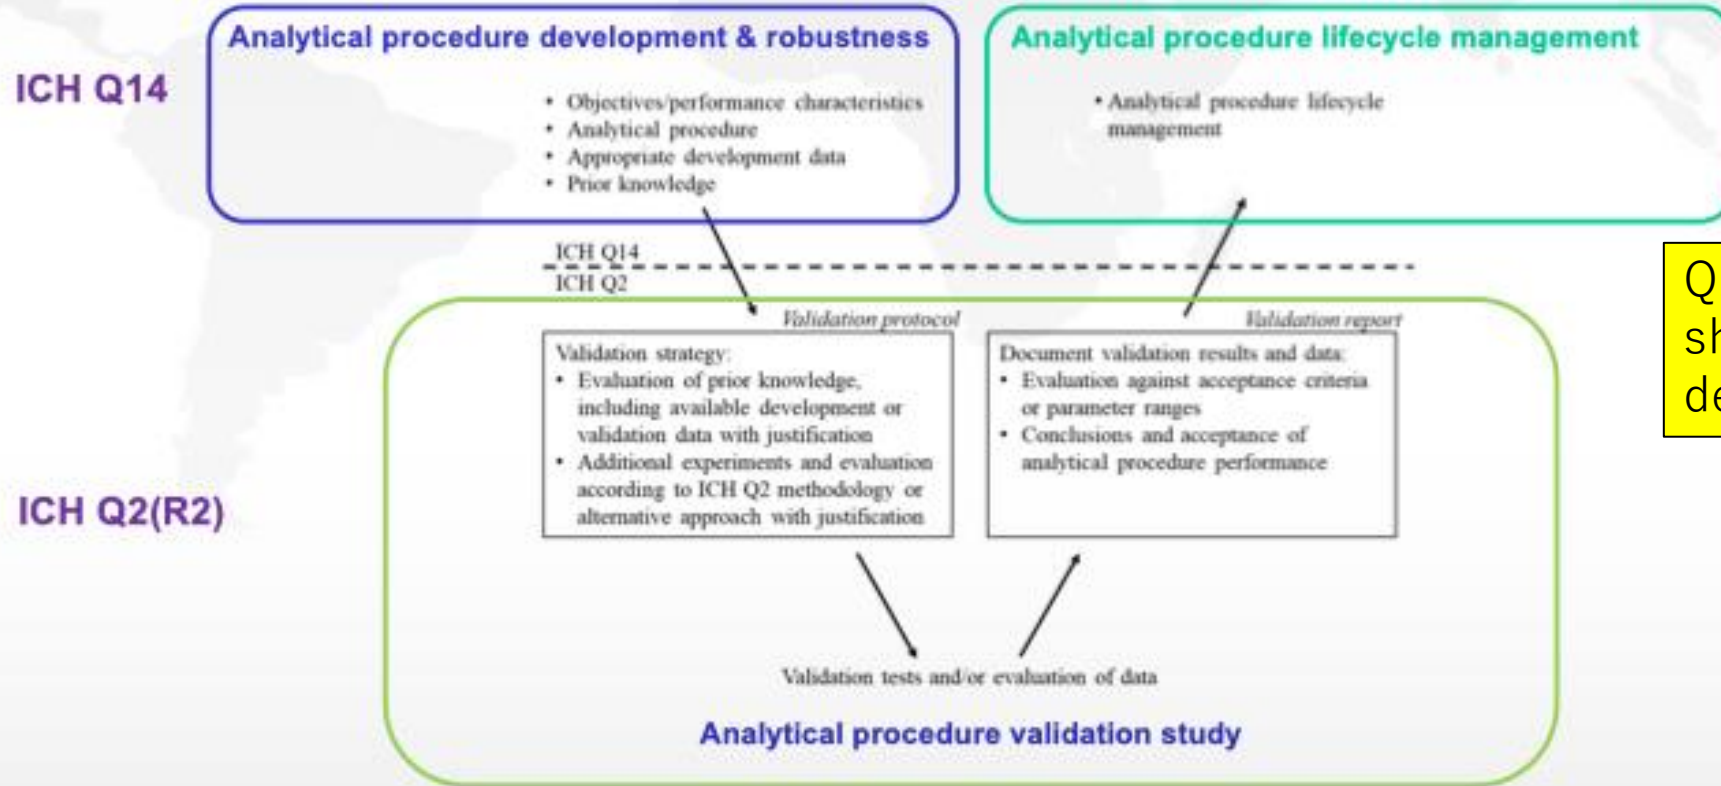 Analytical procedure development & robustness
Analytical procedure lifecycle management
ICH Q14
• Objectives/performance characteristics
• Analytical procedure
• Appropriate development data
• Prior knowledge
• Analytical procedure lifecycle
management
ICH Q14
ICH Q2
Validation protocol
Validation strategy:
• Evaluation of prior knowledge,
including available development or
validation data with justification
• Additional experiments and evaluation
according to ICH Q2 methodology or
alternative approach with justification
Validation report
Document validation results and data:
• Evaluation against acceptance criteria
or parameter ranges
• Conclusions and acceptance of
analytical procedure performance
ICH Q2(R2)
Validation tests and/or evaluation of data
Analytical procedure validation study